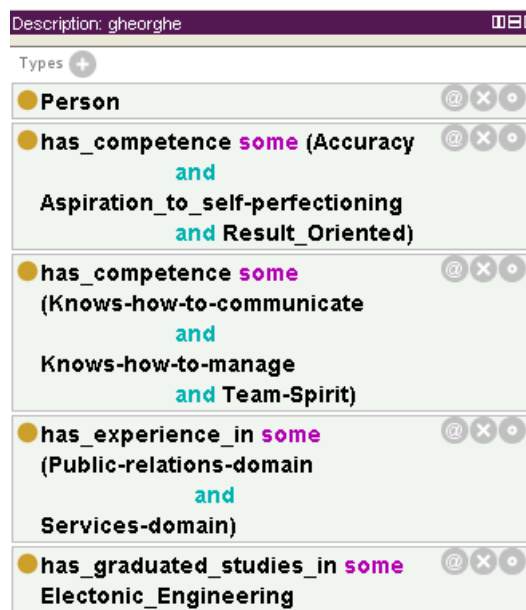 Description: gheorghe
Types
Person
has_competence some (Accuracy
and
Aspiration_to_self-perfectioning
and Result_Oriented)
has_competence some
(Knows-how-to-communicate
and
Knows-how-to-manage
and Team-Spirit)
has_experience_in some
(Public-relations-domain
and
Services-domain)
has_graduated_studies_in some
Electonic_Engineering